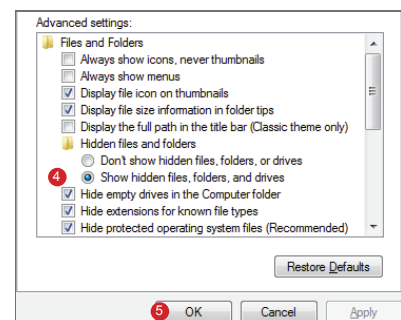 Advanced settings:
Files and Folders
Always show icons, never thumbnails
Always show menus
Display file icon on thumbnails
Display file size information in folder tips
Display the full path in the title bar (Classic theme only)
Hidden files and folders
Don't show hidden files, folders, or drives
4 Show hidden files, folders, and drives
Hide empty drives in the Computer folder
Hide extensions for known file types
Hide protected operating system files (Recommended)
Restore Defaults
5 OK Cancel Apply